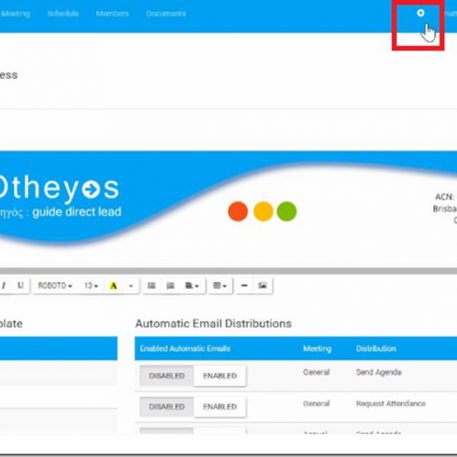 Meeting Schedule Members Documents
ess
Otheyos
ηγός : guide direct lead
ACN:
Brisba
I U ROBOTO 13 A
plate Automatic Email Distributions
Enabled Automatic Emails Meeting Distribution
DISABLED ENABLED General Send Agenda
DISABLED ENABLED General Request Attendance
Annual Send Agenda